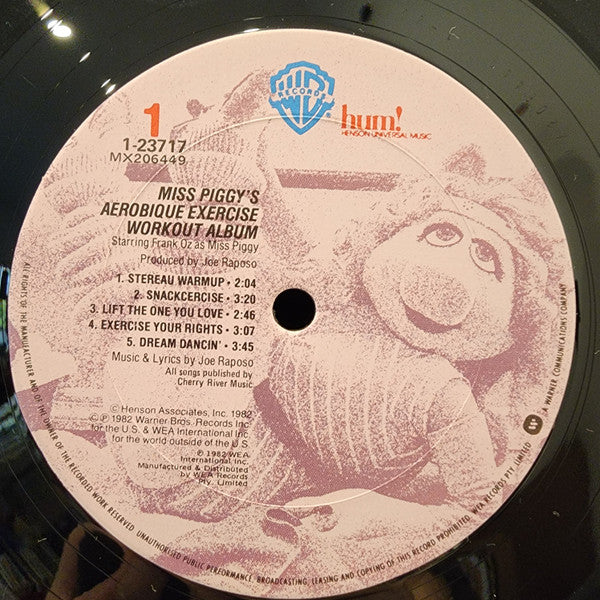 WB
RECORDS
®
hum!
HENSON UNIVERSAL MUSIC
1
1-23717
MX206449
MISS PIGGY'S
AEROBIQUE EXERCISE
WORKOUT ALBUM
Starring Frank Oz as Miss Piggy
Produced by Joe Raposo
1. STEREAU WARMUP • 2:04
2. SNACKCERCISE • 3:20
3. LIFT THE ONE YOU LOVE • 2:46
4. EXERCISE YOUR RIGHTS • 3:07
5. DREAM DANCIN' • 3:45
Music & Lyrics by Joe Raposo
All songs published by
Cherry River Music
© Henson Associates, Inc. 1982
©℗ 1982 Warner Bros. Records Inc
for the U.S. & WEA International Inc.
for the world outside of the U.S.
℗ 1982 WEA
International Inc.
Manufactured & Distributed
by WEA Records
Pty. Limited
ALL RIGHTS OF THE MANUFACTURER AND OF THE OWNER OF THE RECORDED WORK RESERVED. UNAUTHORISED PUBLIC PERFORMANCE, BROADCASTING, LEASING AND COPYING OF THIS RECORD PROHIBITED. WEA RECORDS PTY. LIMITED
A WARNER COMMUNICATIONS COMPANY